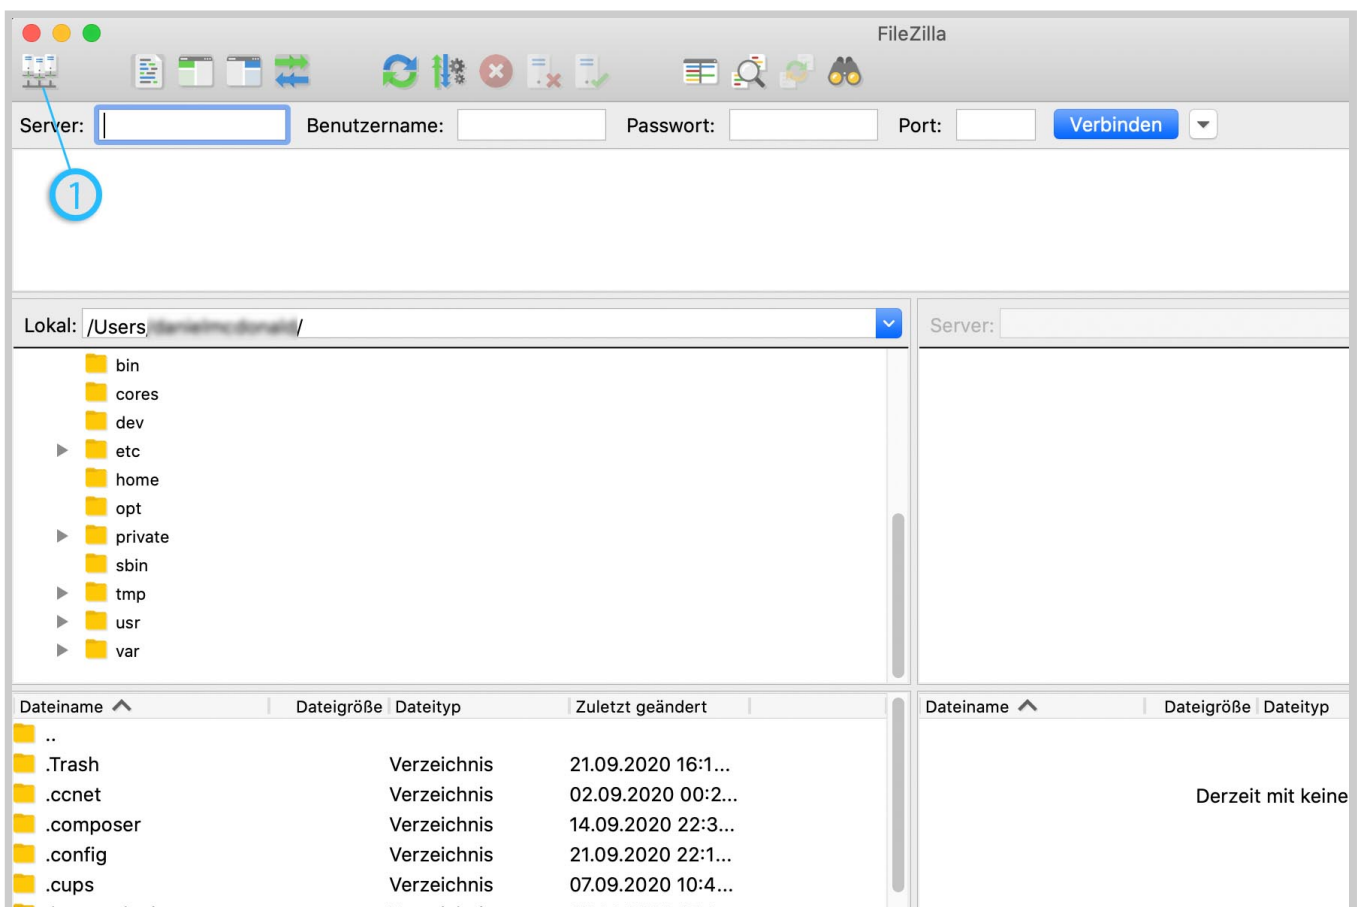 FileZilla
Server: Benutzername: Passwort: Port: Verbinden
1
Lokal: /Users/ /
Server:
bin
cores
dev
etc
home
opt
private
sbin
tmp
usr
var
Dateiname Dateigröße Dateityp Zuletzt geändert
..
.Trash Verzeichnis 21.09.2020 16:1...
.ccnet Verzeichnis 02.09.2020 00:2...
.composer Verzeichnis 14.09.2020 22:3...
.config Verzeichnis 21.09.2020 22:1...
.cups Verzeichnis 07.09.2020 10:4...
Dateiname Dateigröße Dateityp
Derzeit mit keine